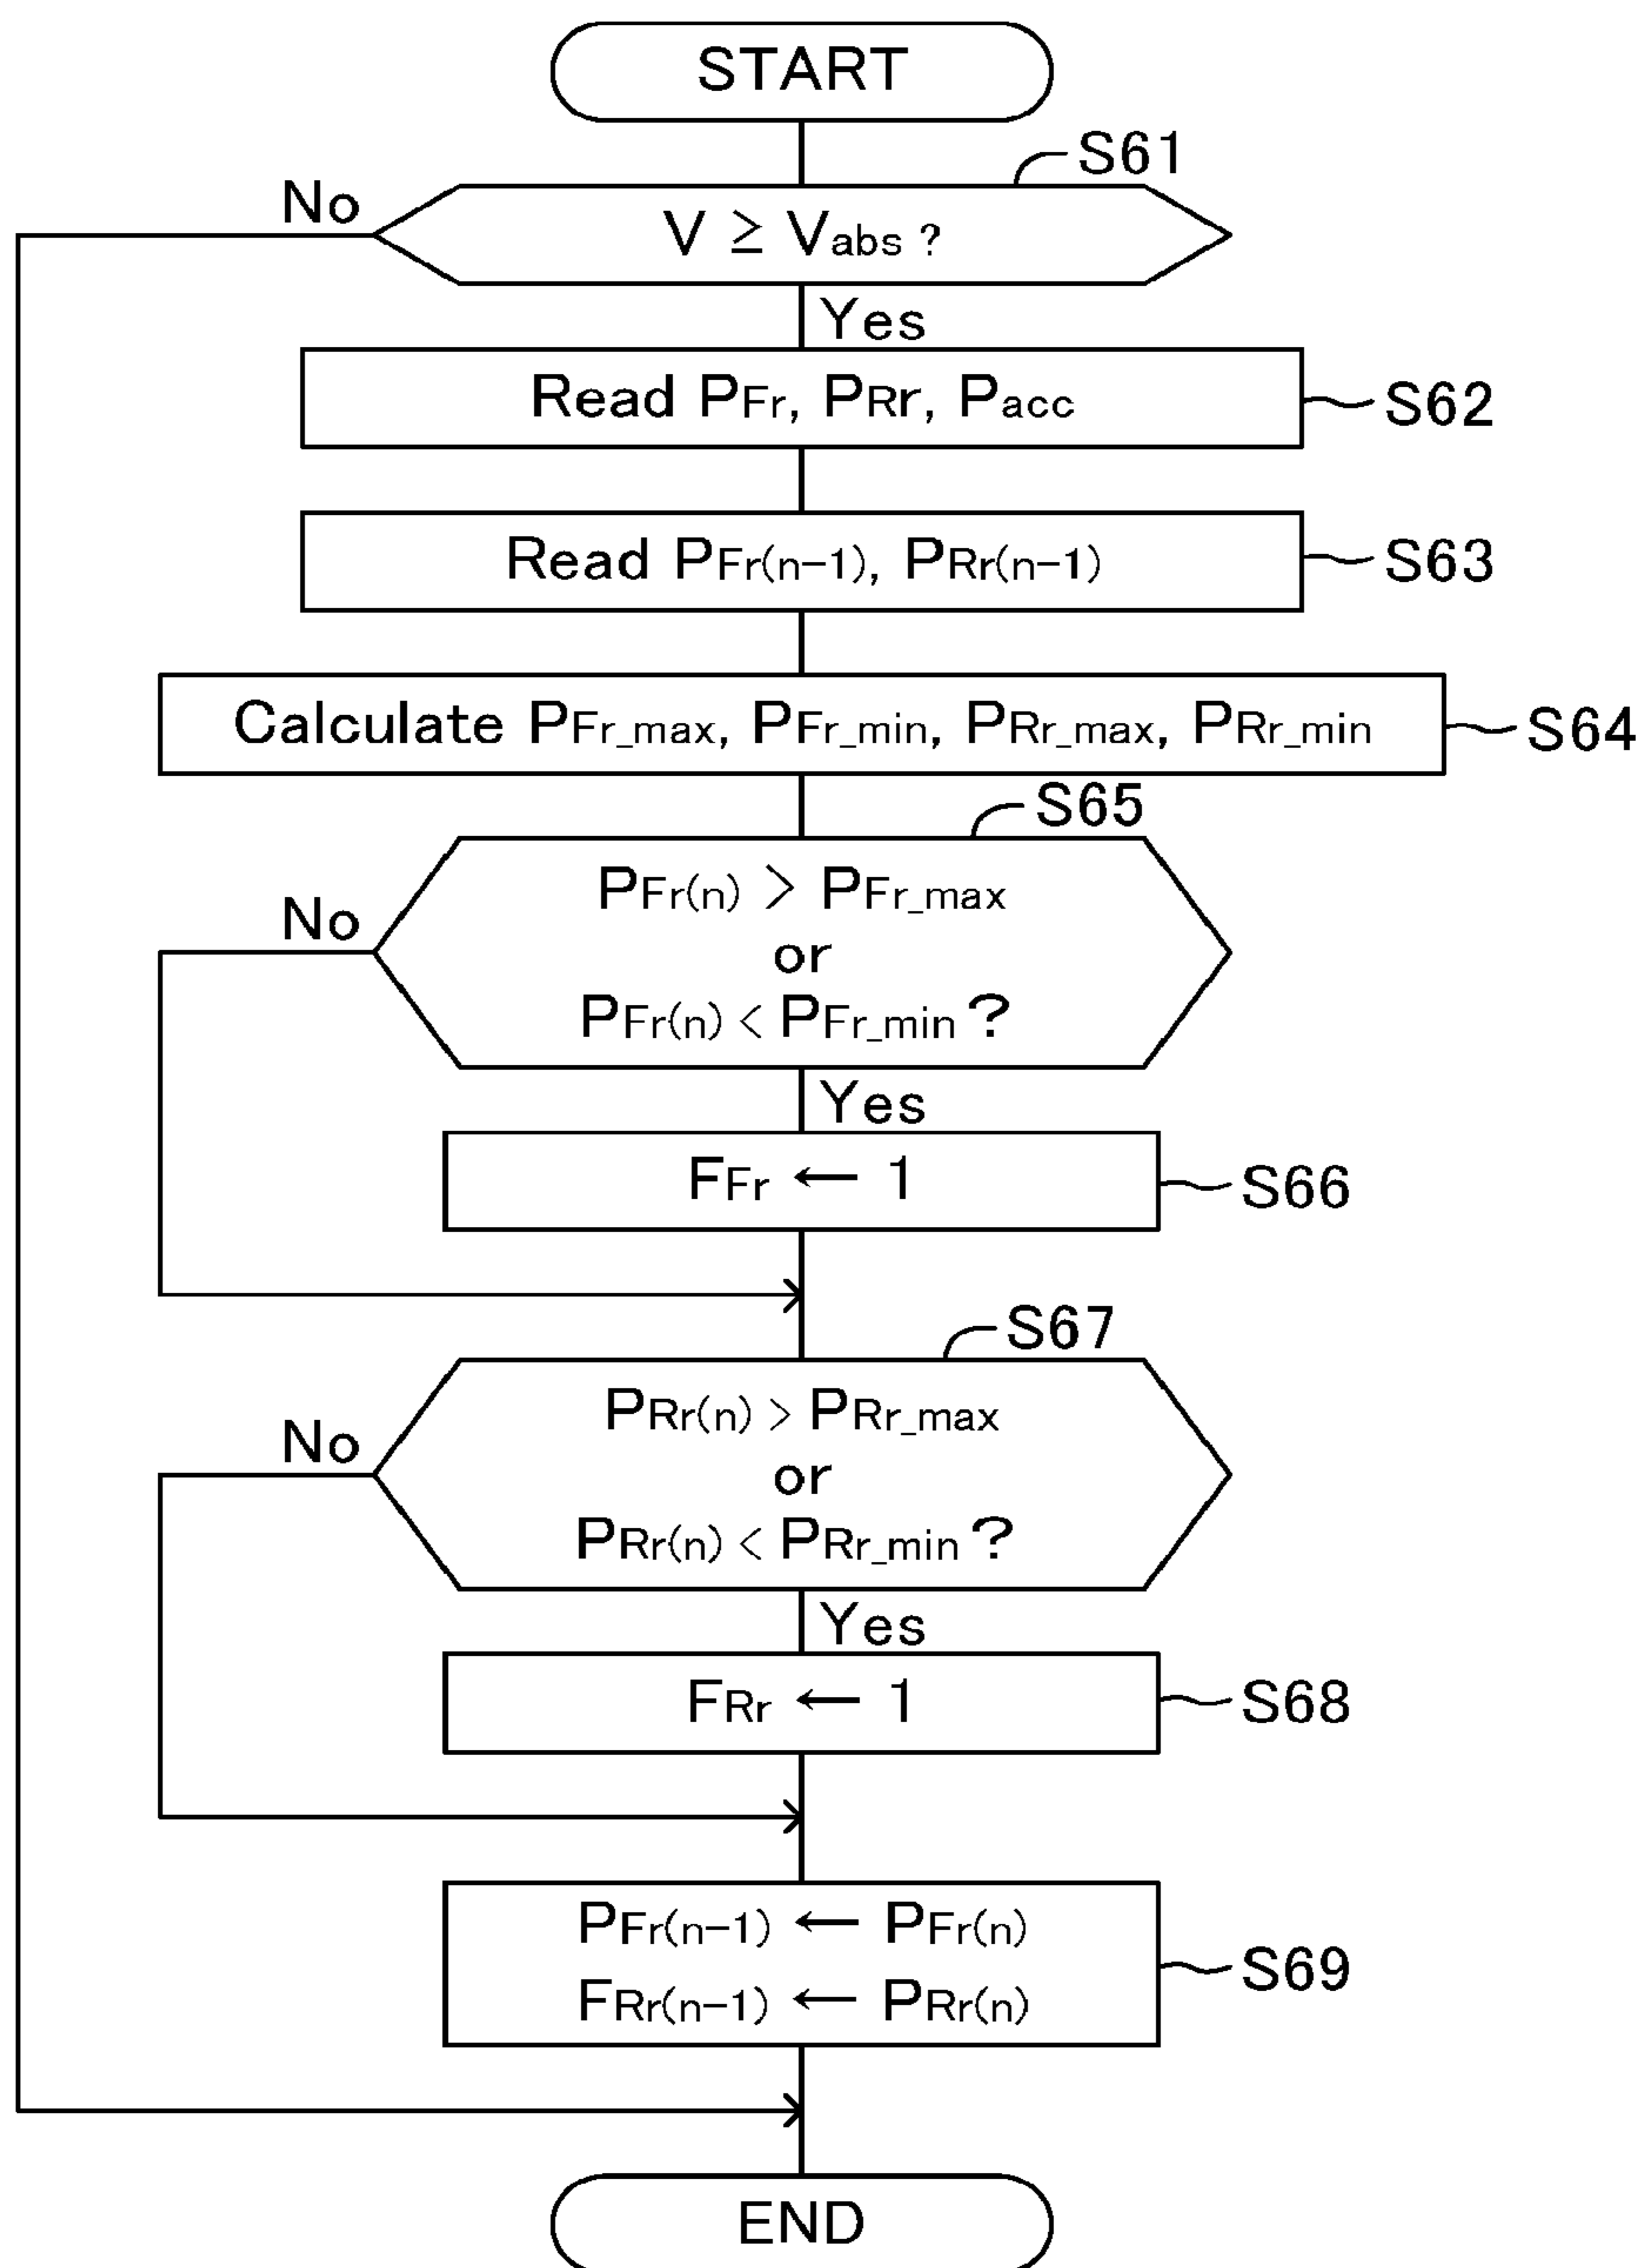 START
S61
No
V ≥ Vabs ?
Yes
Read PFr, PRr, Pacc
S62
Read PFr(n−1), PRr(n−1)
S63
Calculate PFr_max, PFr_min, PRr_max, PRr_min
S64
S65
PFr(n) > PFr_max
No
or
PFr(n) < PFr_min ?
Yes
FFr ← 1
S66
S67
PRr(n) > PRr_max
No
or
PRr(n) < PRr_min ?
Yes
FRr ← 1
S68
PFr(n−1) ← PFr(n)
S69
FRr(n−1) ← PRr(n)
END